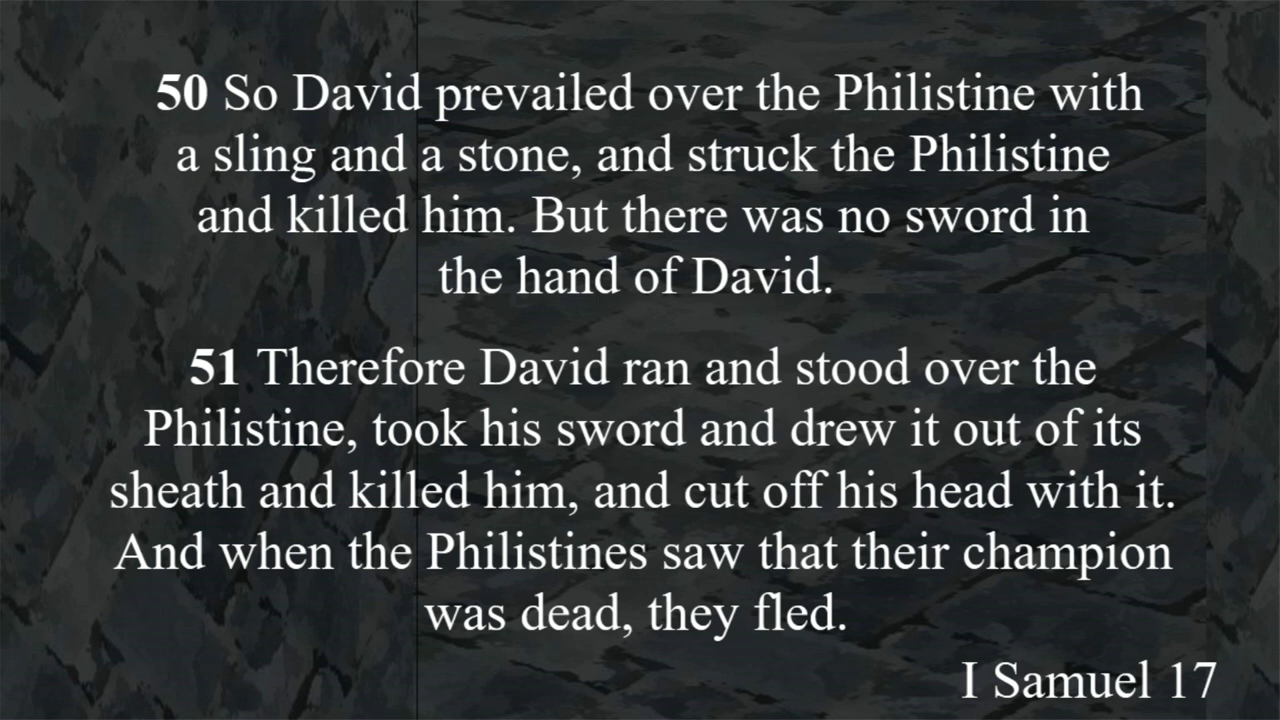 50 So David prevailed over the Philistine with
a sling and a stone, and struck the Philistine
and killed him. But there was no sword in
the hand of David.
51 Therefore David ran and stood over the
Philistine, took his sword and drew it out of its
sheath and killed him, and cut off his head with it.
And when the Philistines saw that their champion
was dead, they fled.
I Samuel 17